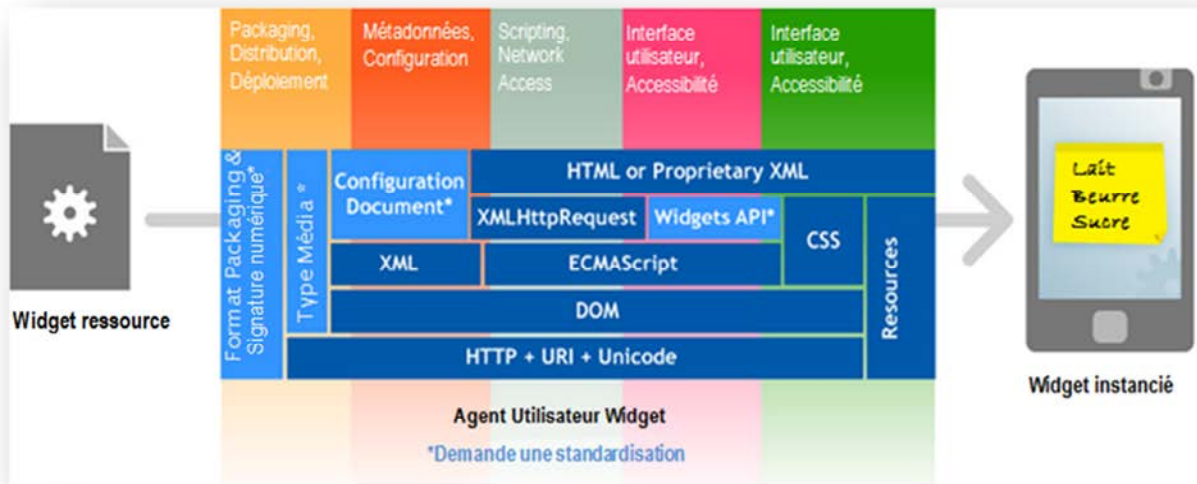 Packaging,
Distribution,
Déploiement
Métadonnées,
Configuration
Scripting,
Network
Access
Interface
utilisateur,
Accessibilité
Interface
utilisateur,
Accessibilité
Widget ressource
Format Packaging &
Signature numérique*
Type Média *
Configuration
Document*
HTML or Proprietary XML
XMLHttpRequest
Widgets API*
CSS
Resources
XML
ECMAScript
DOM
HTTP + URI + Unicode
Lait
Beurre
Sucre
Widget instancié
Agent Utilisateur Widget
*Demande une standardisation